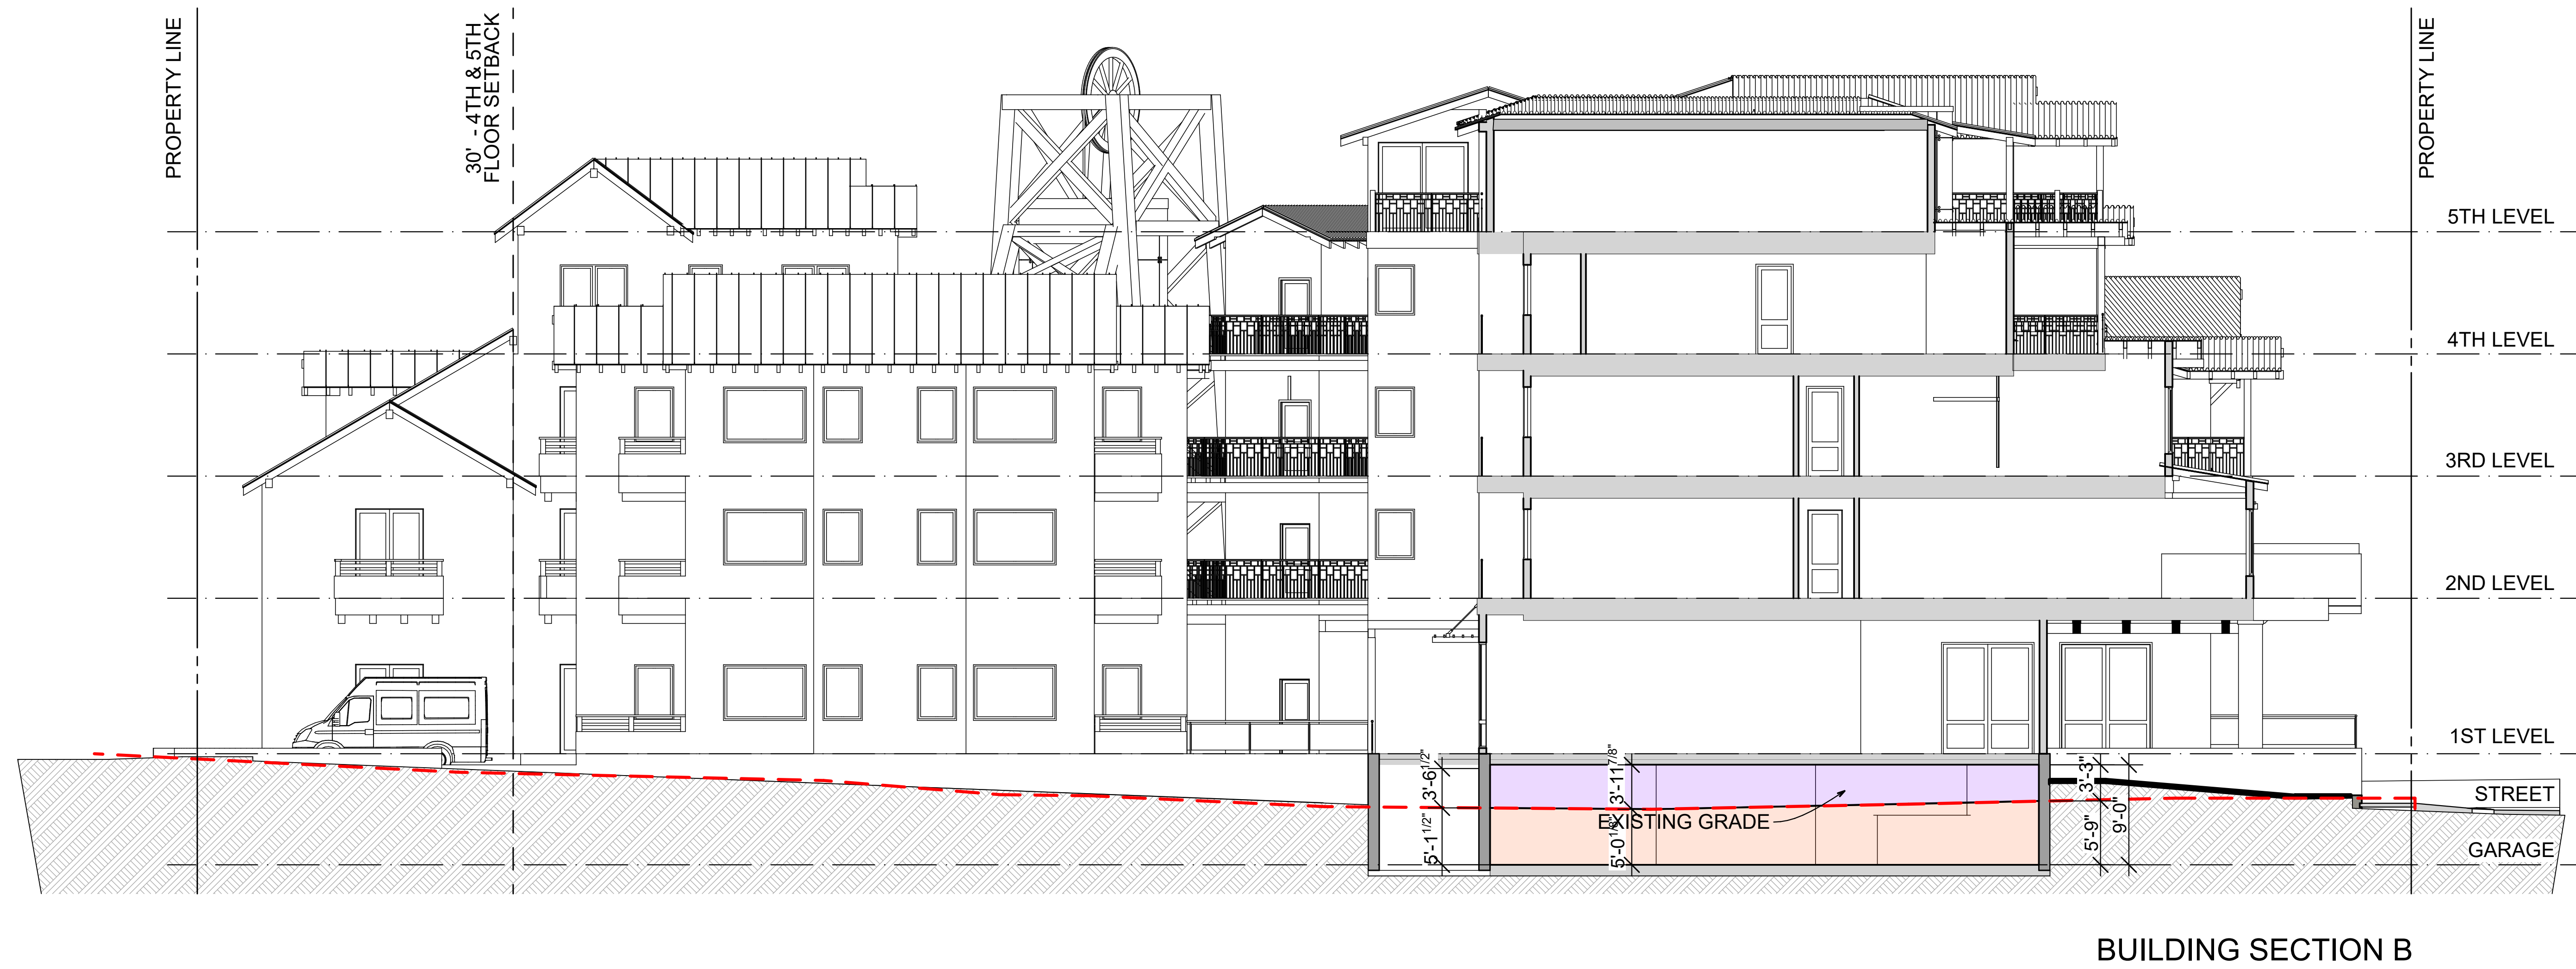 PROPERTY LINE
30' - 4TH & 5TH
FLOOR SETBACK
PROPERTY LINE
5TH LEVEL
4TH LEVEL
3RD LEVEL
2ND LEVEL
1ST LEVEL
3'-6 1/2"
3'-11 7/8"
3'-3"
STREET
EXISTING GRADE
5'-1 1/2"
5'-0 1/8"
5'-9"
9'-0"
GARAGE
BUILDING SECTION B